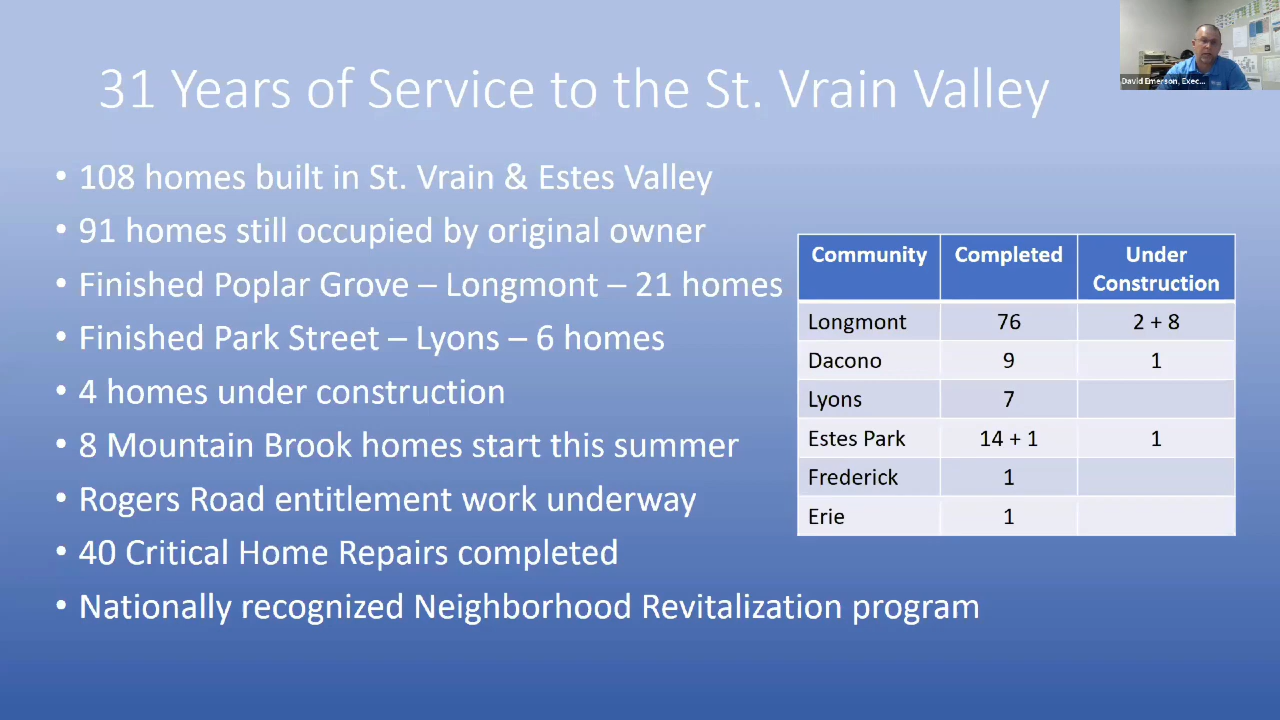 31 Years of Service to the St. Vrain Valley
David Emerson, Exec...
• 108 homes built in St. Vrain & Estes Valley
• 91 homes still occupied by original owner
• Finished Poplar Grove – Longmont – 21 homes
• Finished Park Street – Lyons – 6 homes
• 4 homes under construction
• 8 Mountain Brook homes start this summer
• Rogers Road entitlement work underway
• 40 Critical Home Repairs completed
• Nationally recognized Neighborhood Revitalization program
Community Completed Under
Construction
Longmont 76 2 + 8
Dacono 9 1
Lyons 7
Estes Park 14 + 1 1
Frederick 1
Erie 1